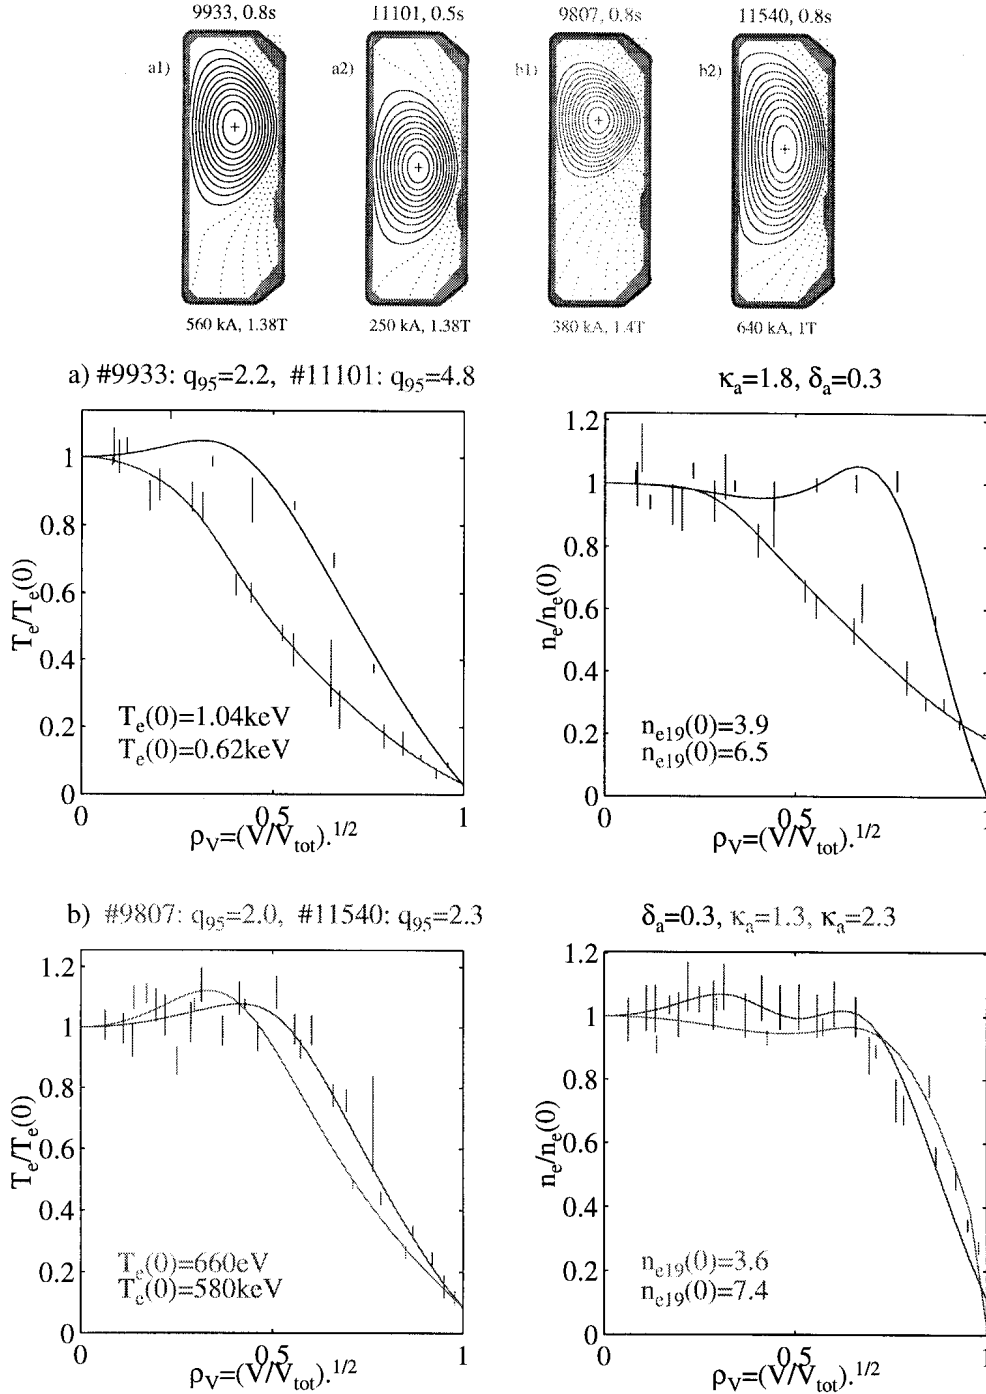 9933, 0.8s
11101, 0.5s
9807, 0.8s
11540, 0.8s
a1)
a2)
b1)
b2)
560 kA, 1.38T
250 kA, 1.38T
380 kA, 1.4T
640 kA, 1T
a) #9933: q95=2.2, #11101: q95=4.8
κa=1.8, δa=0.3
1
0.8
0.6
0.4
0.2
0
Te/Te(0)
Te(0)=1.04keV
Te(0)=0.62keV
0
0.5
1
ρV=(V/Vtot).1/2
1.2
1
0.8
0.6
0.4
0.2
0
ne/ne(0)
ne19(0)=3.9
ne19(0)=6.5
0
0.5
1
ρV=(V/Vtot).1/2
b) #9807: q95=2.0, #11540: q95=2.3
δa=0.3, κa=1.3, κa=2.3
1.2
1
0.8
0.6
0.4
0.2
0
Te/Te(0)
Te(0)=660eV
Te(0)=580keV
0
0.5
1
ρV=(V/Vtot).1/2
1.2
1
0.8
0.6
0.4
0.2
0
ne/ne(0)
ne19(0)=3.6
ne19(0)=7.4
0
0.5
1
ρV=(V/Vtot).1/2